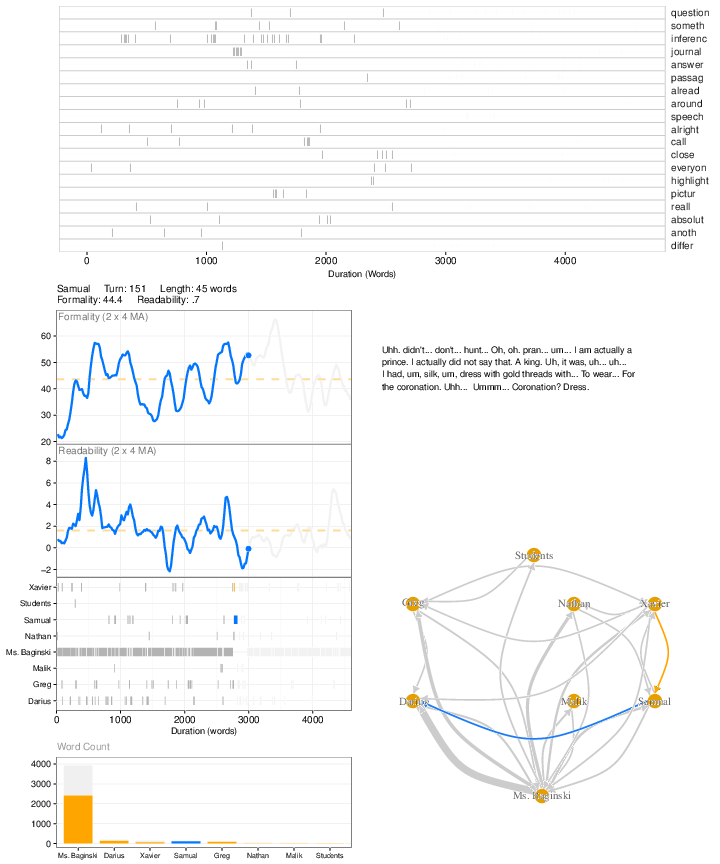 question
someth
inferenc
journal
answer
passag
alread
around
speech
alright
call
close
everyon
highlight
pictur
reall
absolut
anoth
differ
0 1000 2000 3000 4000
Duration (Words)
Samual Turn: 151 Length: 45 words
Formality: 44.4 Readability: .7
Formality (2 x 4 MA)
60
50
40
30
20
Readability (2 x 4 MA)
8
6
4
2
0
−2
Xavier
Students
Samual
Nathan
Ms. Baginski
Malik
Greg
Darius
0 1000 2000 3000 4000
Duration (words)
Word Count
4000
3000
2000
1000
0
Ms. Baginski Darius Xavier Samual Greg Nathan Malik Students
Uhh. didn't... don't... hunt... Oh, oh. pran... um... I am actually a
prince. I actually did not say that. A king. Uh, it was, uh... uh...
I had, um, silk, um, dress with gold threads with... To wear... For
the coronation. Uhh... Ummm... Coronation? Dress.
Students
Greg Nathan Xavier
Darius Malik Samual
Ms. Baginski